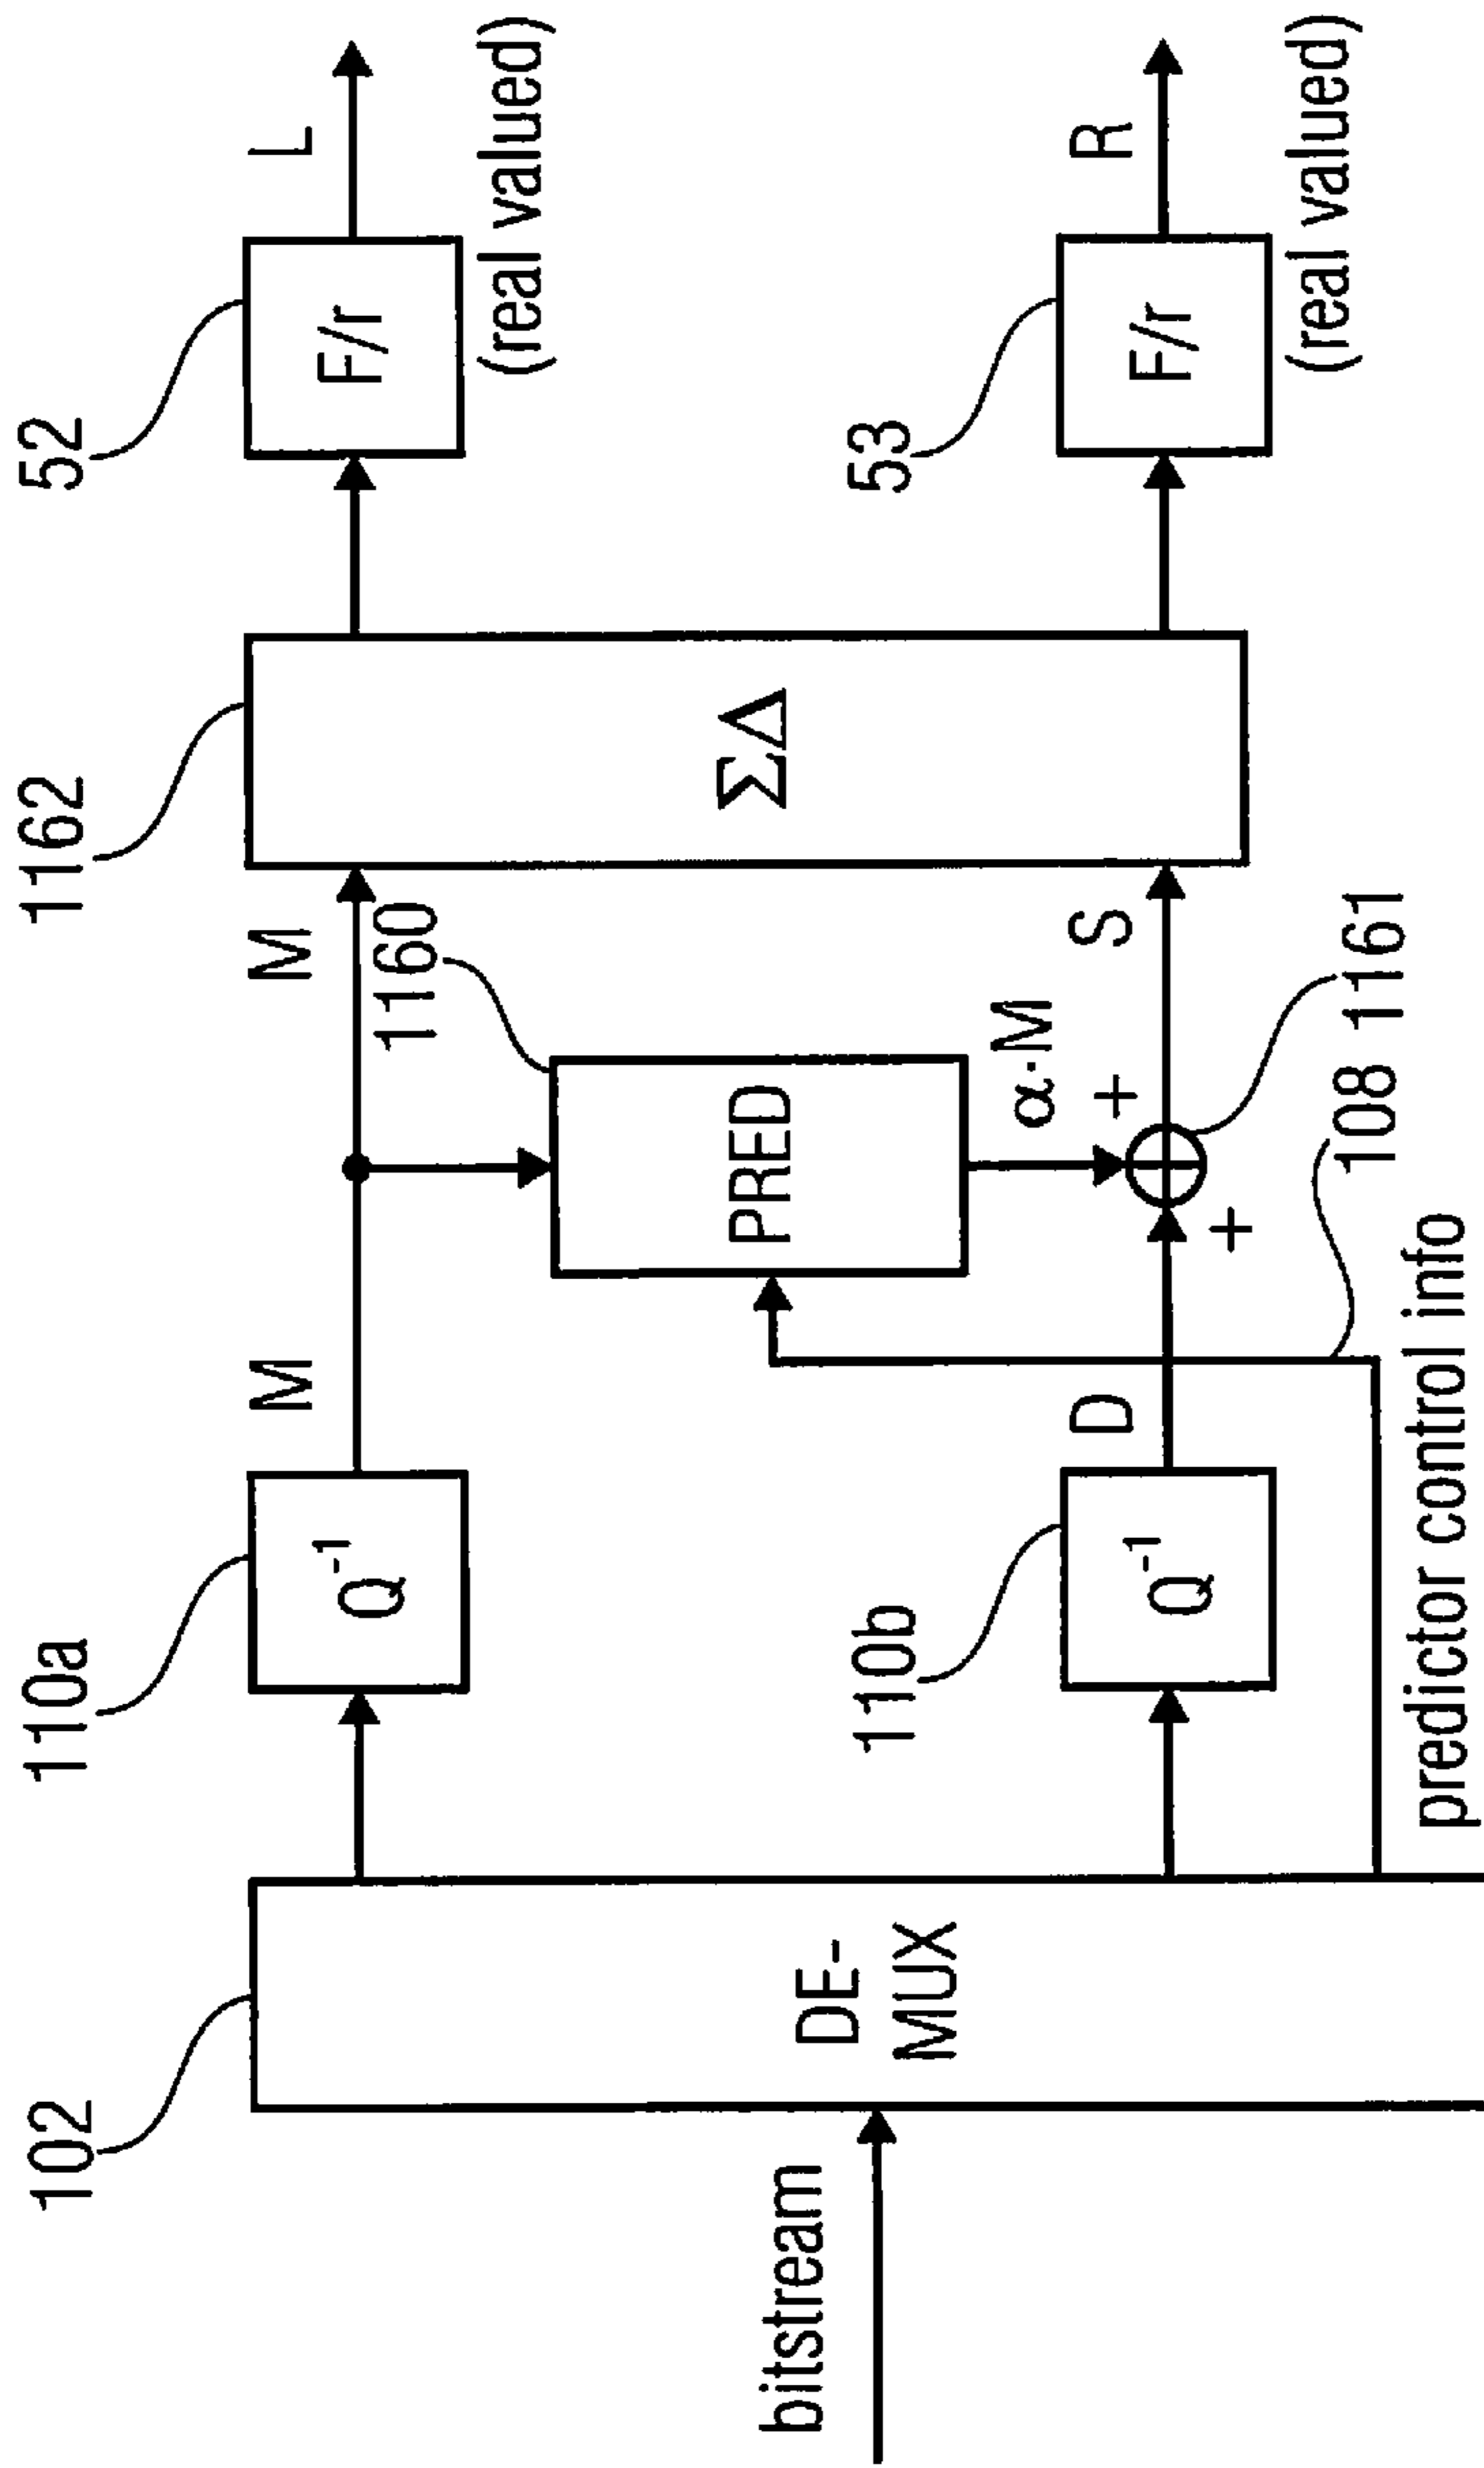 102
110a
M
M
1162
52
L
1160
Q-1
F/r
(real valued)
bitstream
DE-
MUX
PRED
ΣΔ
110b
53
D
α·M
S
R
Q-1
+
+
F/r
(real valued)
108
1161
predictor control info